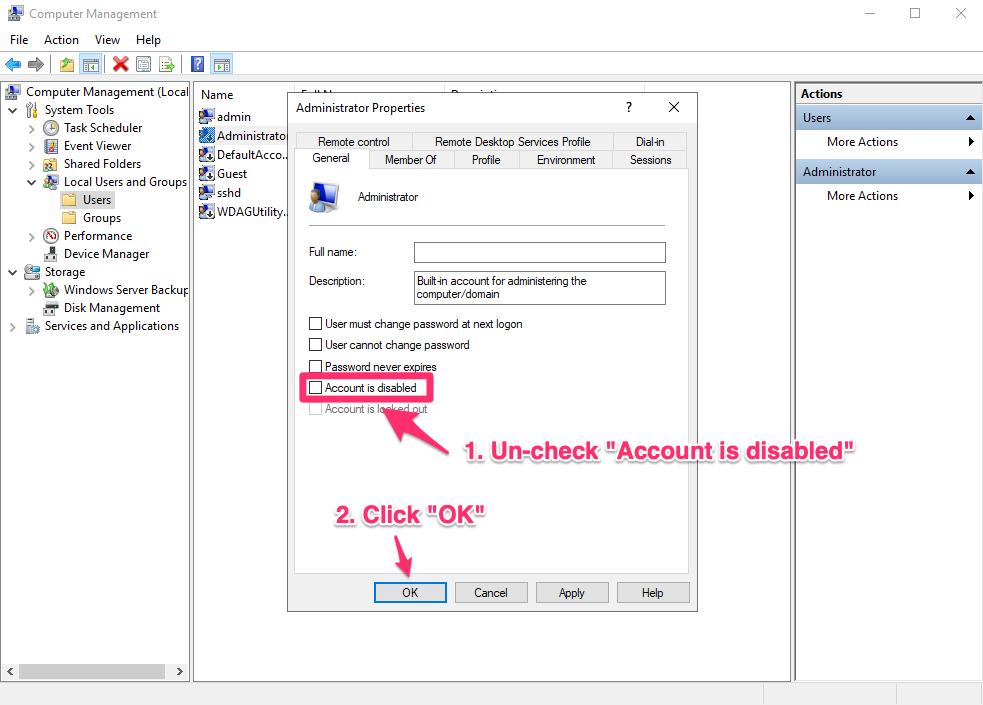 Computer Management
File Action View Help
Computer Management (Local
System Tools
Task Scheduler
Event Viewer
Shared Folders
Local Users and Groups
Users
Groups
Performance
Device Manager
Storage
Windows Server Backup
Disk Management
Services and Applications
Name
admin
Administrator
DefaultAcco...
Guest
sshd
WDAGUtility...
Administrator Properties
?
Remote control Remote Desktop Services Profile Dial-in
General Member Of Profile Environment Sessions
Administrator
Full name:
Description: Built-in account for administering the
computer/domain
User must change password at next logon
User cannot change password
Password never expires
Account is disabled
Account is locked out
1. Un-check "Account is disabled"
2. Click "OK"
OK Cancel Apply Help
Actions
Users
More Actions
Administrator
More Actions